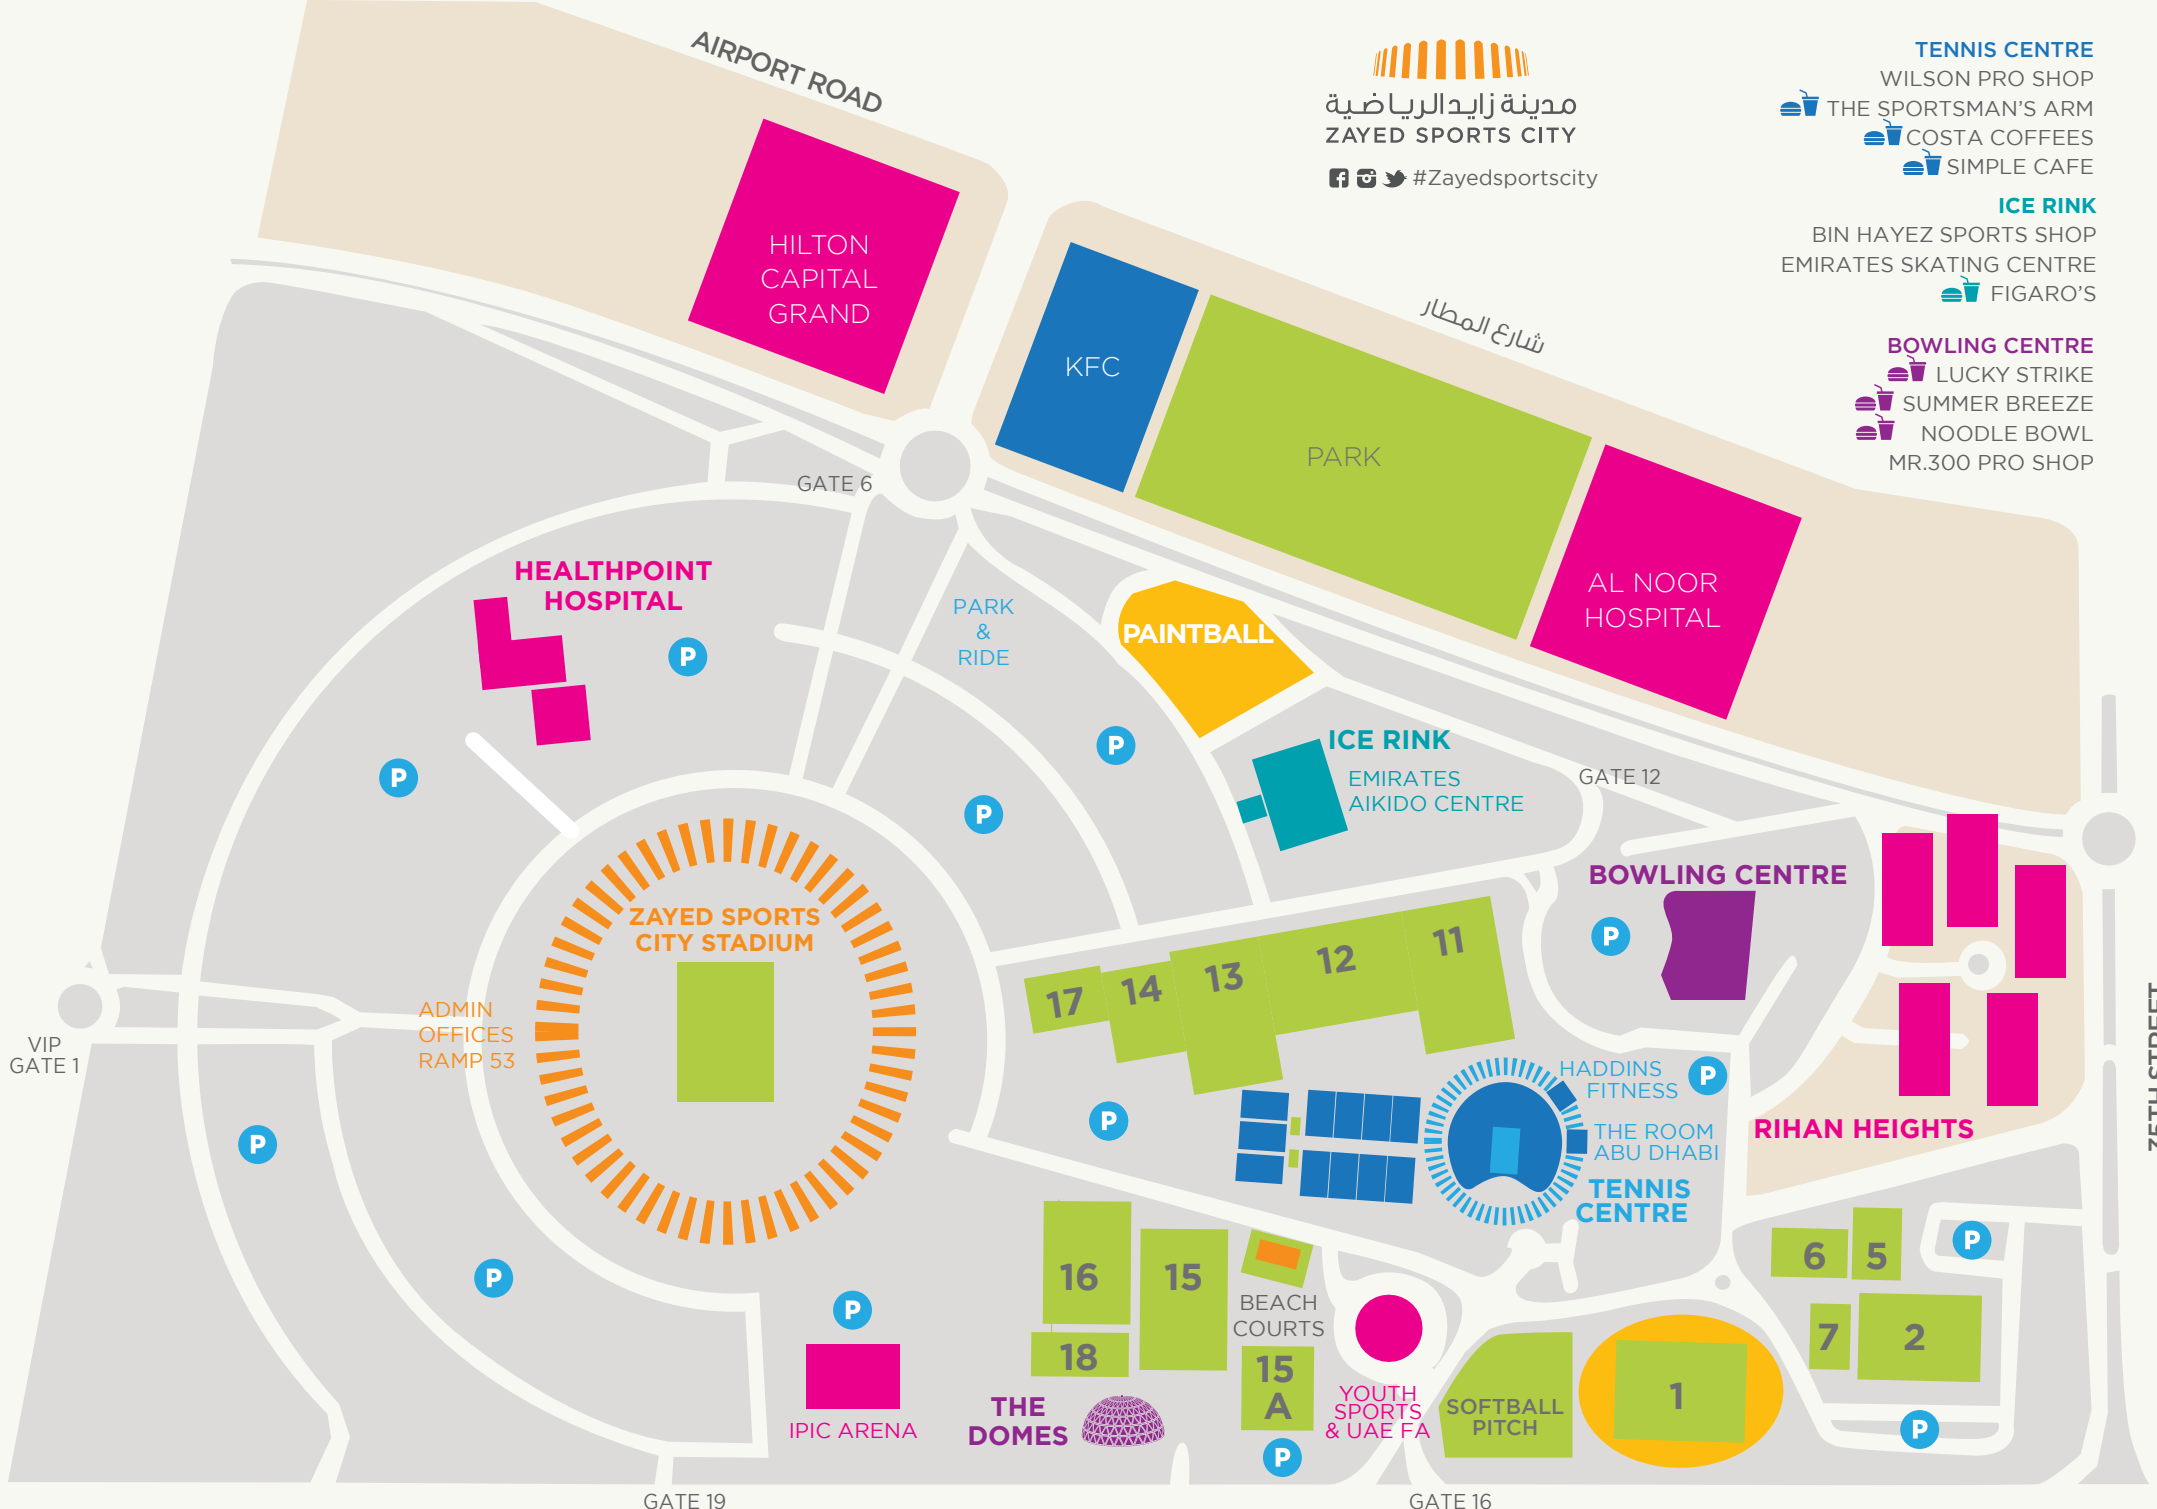 AIRPORT ROAD
مدينة زايد الرياضية
ZAYED SPORTS CITY
#Zayedsportscity
TENNIS CENTRE
WILSON PRO SHOP
THE SPORTSMAN'S ARM
COSTA COFFEES
SIMPLE CAFE
ICE RINK
BIN HAYEZ SPORTS SHOP
EMIRATES SKATING CENTRE
FIGARO'S
BOWLING CENTRE
LUCKY STRIKE
SUMMER BREEZE
NOODLE BOWL
MR.300 PRO SHOP
HILTON
CAPITAL
GRAND
KFC
شارع المطار
PARK
AL NOOR
HOSPITAL
GATE 6
HEALTHPOINT
HOSPITAL
P
PARK
&
RIDE
PAINTBALL
P
P
P
ICE RINK
EMIRATES
AIKIDO CENTRE
GATE 12
BOWLING CENTRE
P
ZAYED SPORTS
CITY STADIUM
ADMIN
OFFICES
RAMP 53
VIP
GATE 1
17
14
13
12
11
HADDINS
FITNESS
P
THE ROOM
ABU DHABI
TENNIS
CENTRE
RIHAN HEIGHTS
P
P
P
P
16
15
18
BEACH
COURTS
15
A
P
6
5
P
7
2
P
1
SOFTBALL
PITCH
YOUTH
SPORTS
& UAE FA
THE
DOMES
IPIC ARENA
GATE 19
GATE 16